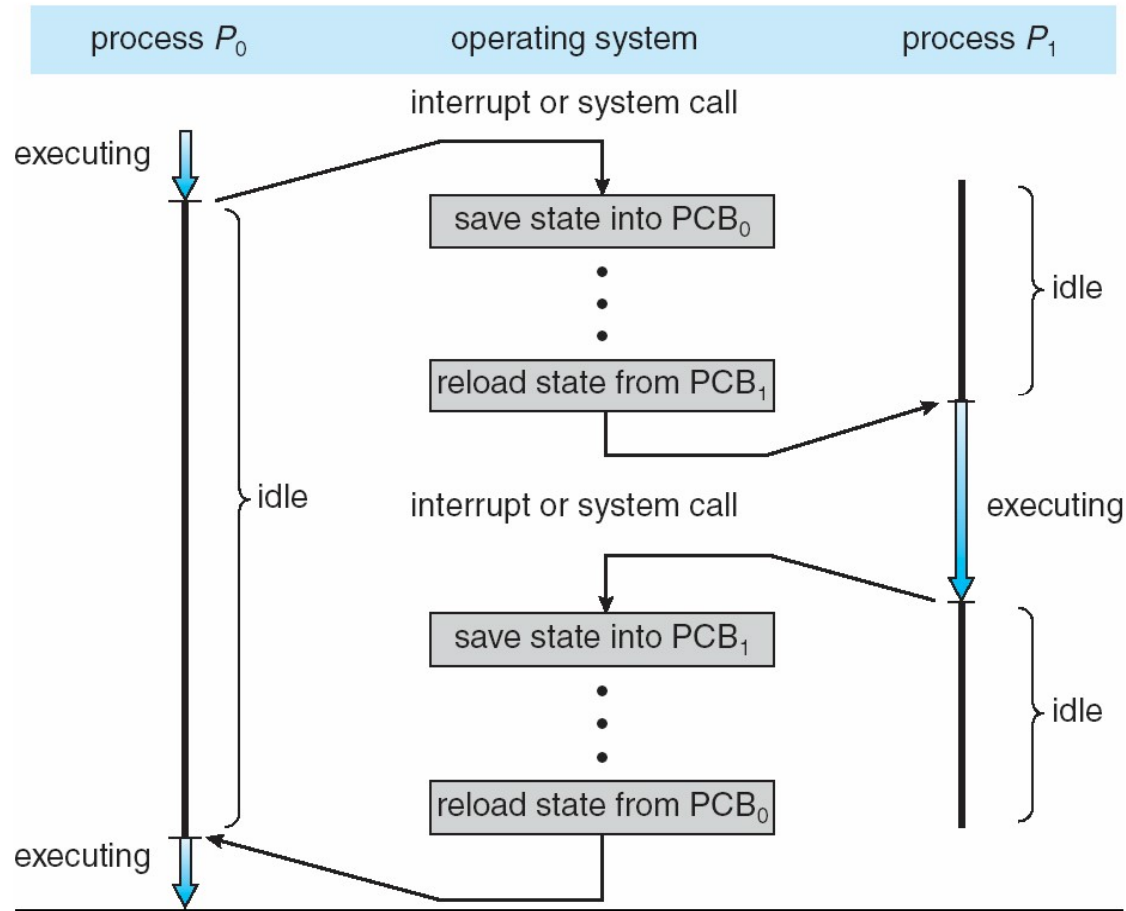 process P₀ operating system process P₁
interrupt or system call
executing
save state into PCB₀
idle
reload state from PCB₁
idle
interrupt or system call
executing
save state into PCB₁
idle
reload state from PCB₀
executing